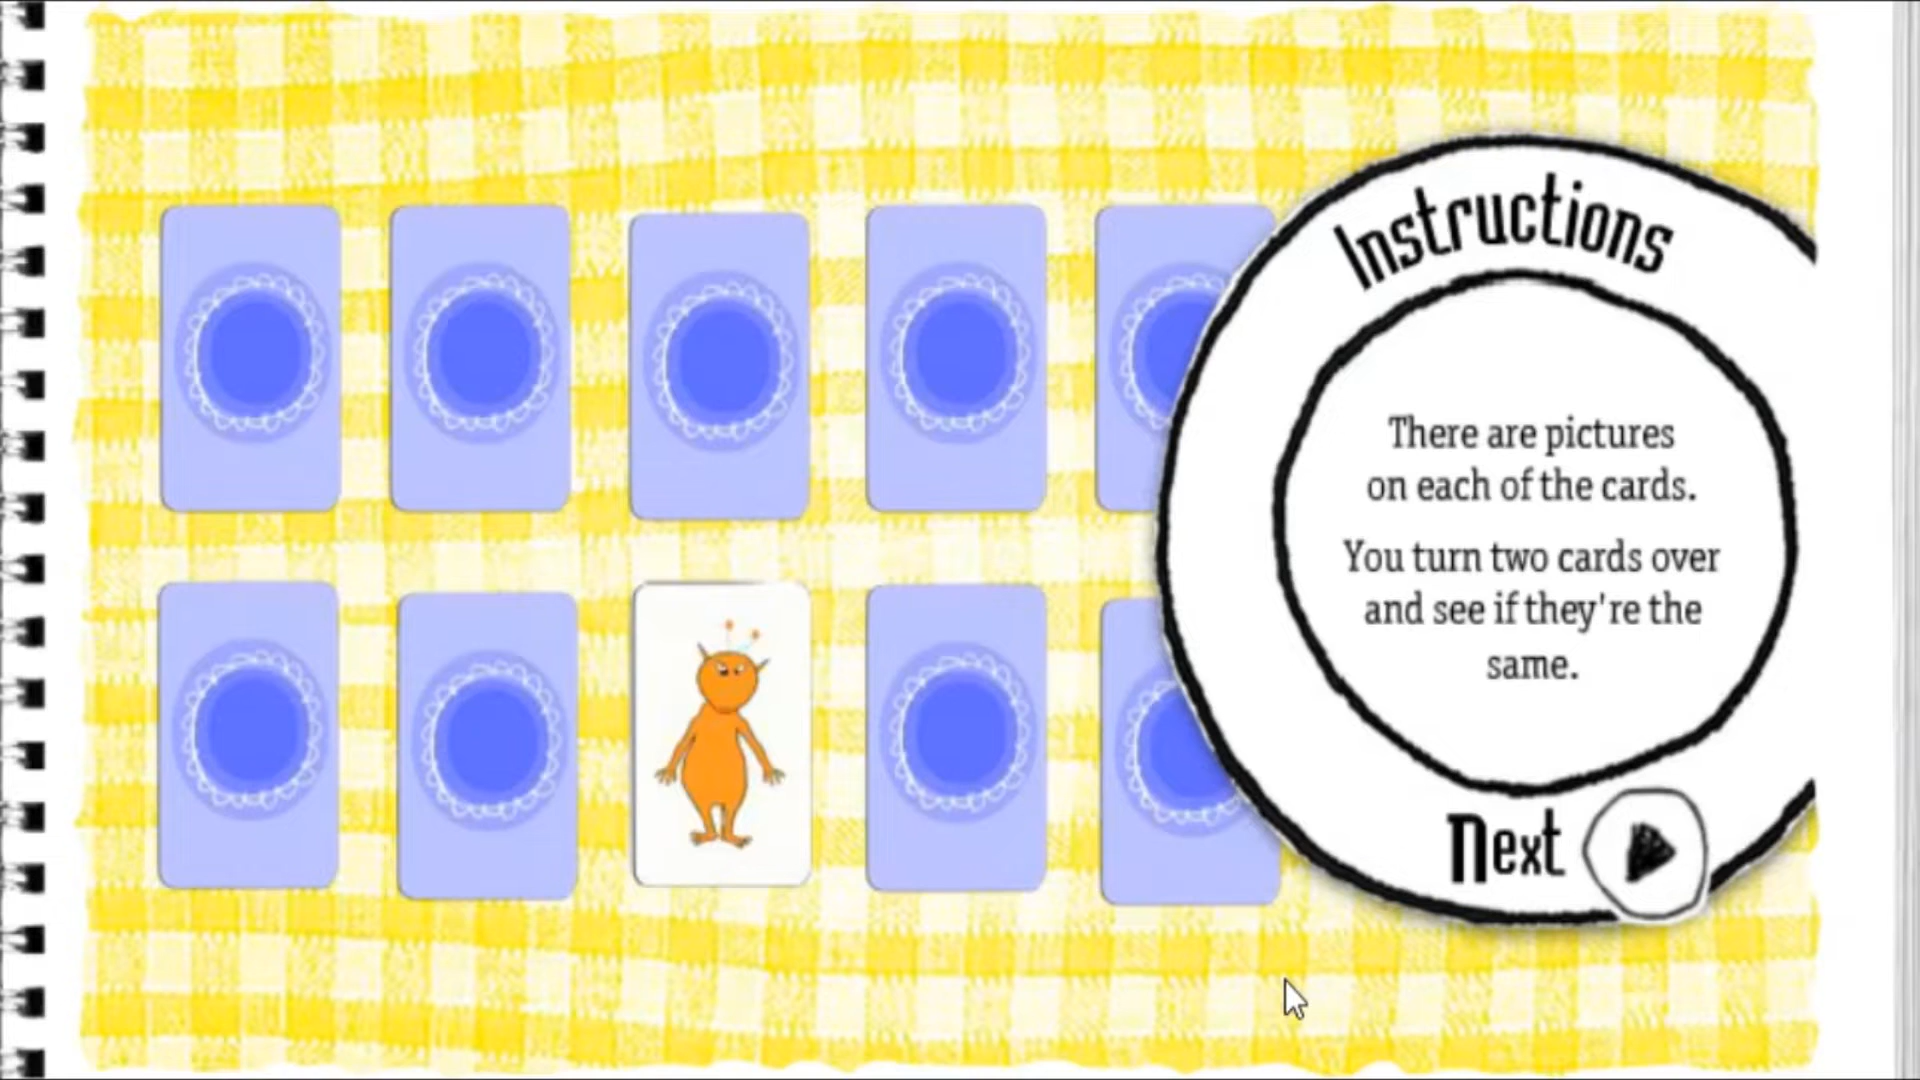 Instructions
There are pictures
on each of the cards.
You turn two cards over
and see if they're the
same.
Next